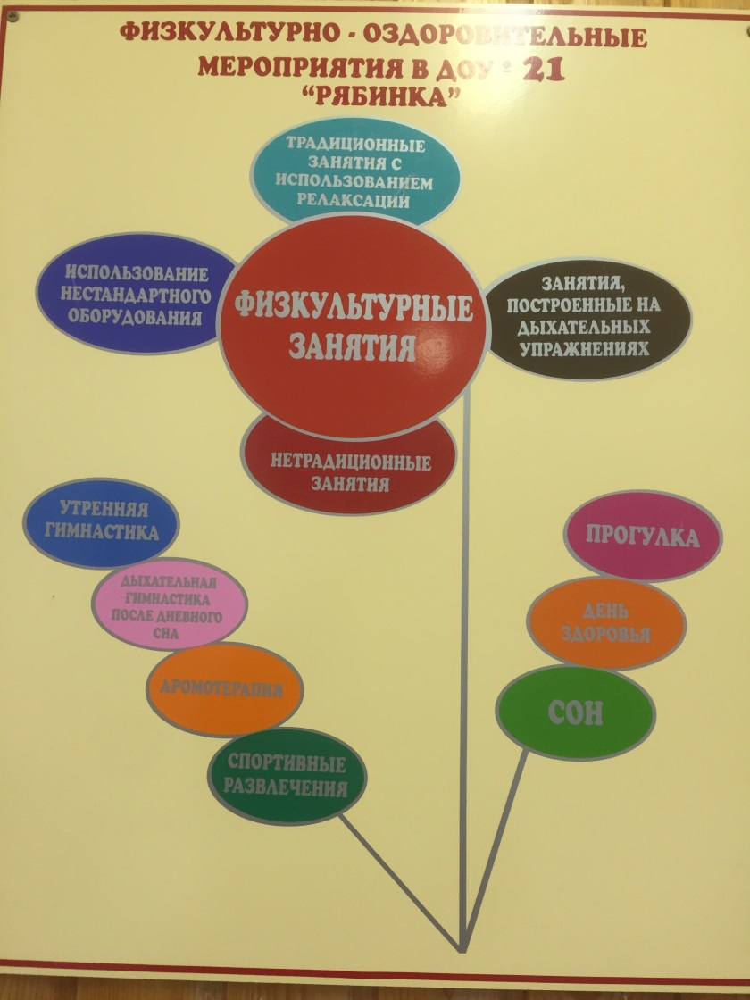 ФИЗКУЛЬТУРНО - ОЗДОРОВИТЕЛЬНЫЕ
МЕРОПРИЯТИЯ В ДОУ № 21
“РЯБИНКА”
ТРАДИЦИОННЫЕ
ЗАНЯТИЯ С
ИСПОЛЬЗОВАНИЕМ
РЕЛАКСАЦИИ
ИСПОЛЬЗОВАНИЕ
НЕСТАНДАРТНОГО
ОБОРУДОВАНИЯ
ФИЗКУЛЬТУРНЫЕ
ЗАНЯТИЯ
ЗАНЯТИЯ,
ПОСТРОЕННЫЕ НА
ДЫХАТЕЛЬНЫХ
УПРАЖНЕНИЯХ
НЕТРАДИЦИОННЫЕ
ЗАНЯТИЯ
УТРЕННЯЯ
ГИМНАСТИКА
ДЫХАТЕЛЬНАЯ
ГИМНАСТИКА
ПОСЛЕ ДНЕВНОГО
СНА
АРОМОТЕРАПИЯ
СПОРТИВНЫЕ
РАЗВЛЕЧЕНИЯ
ПРОГУЛКА
ДЕНЬ
ЗДОРОВЬЯ
СОН